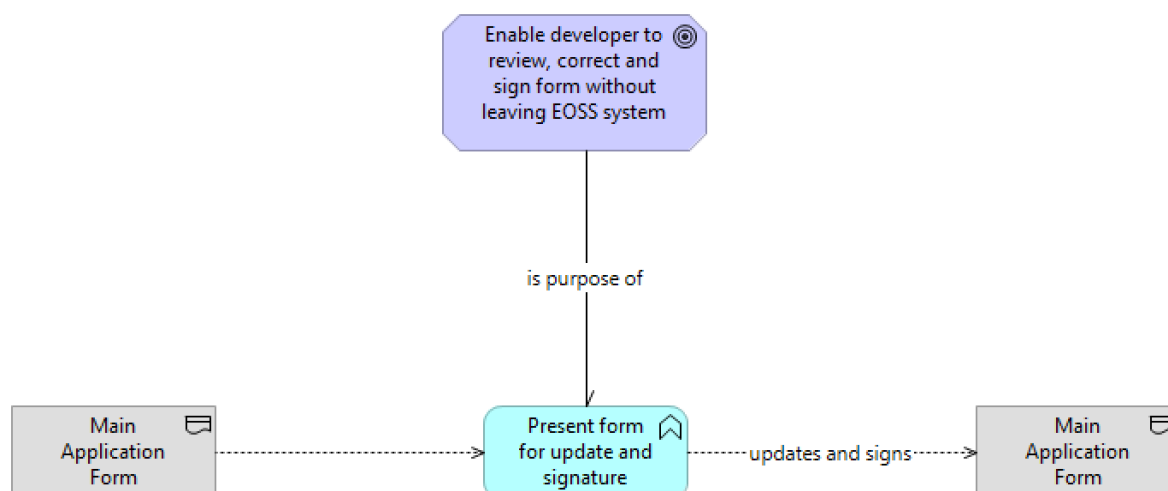 Enable developer to
review, correct and
sign form without
leaving EOSS system
is purpose of
Main
Application
Form
Present form
for update and
signature
updates and signs
Main
Application
Form